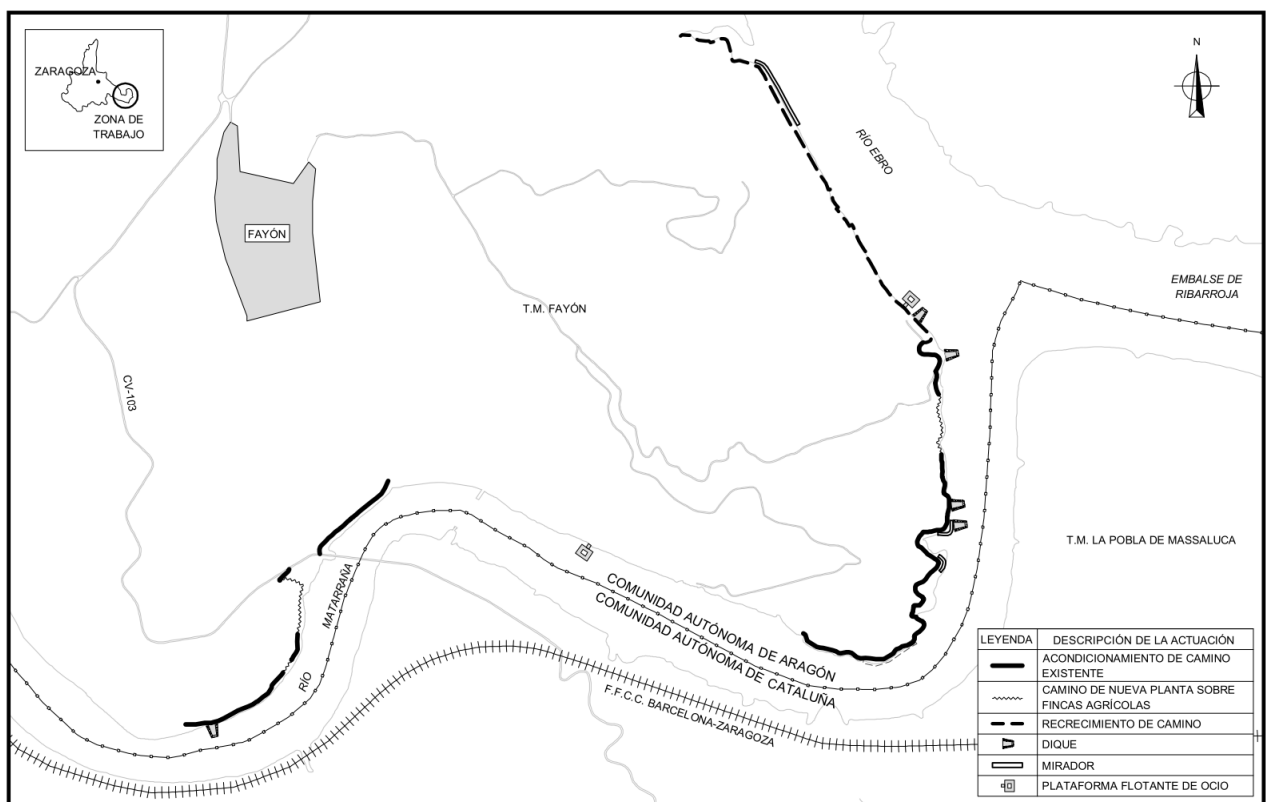 ZARAGOZA
ZONA DE
TRABAJO
N
RÍO EBRO
FAYÓN
EMBALSE DE
RIBARROJA
T.M. FAYÓN
CV-103
T.M. LA POBLA DE MASSALUCA
RÍO MATARRAÑA
COMUNIDAD AUTÓNOMA DE ARAGÓN
COMUNIDAD AUTÓNOMA DE CATALUÑA
F.F.C.C. BARCELONA-ZARAGOZA
LEYENDA DESCRIPCIÓN DE LA ACTUACIÓN
ACONDICIONAMIENTO DE CAMINO
EXISTENTE
CAMINO DE NUEVA PLANTA SOBRE
FINCAS AGRÍCOLAS
RECRECIMIENTO DE CAMINO
DIQUE
MIRADOR
PLATAFORMA FLOTANTE DE OCIO